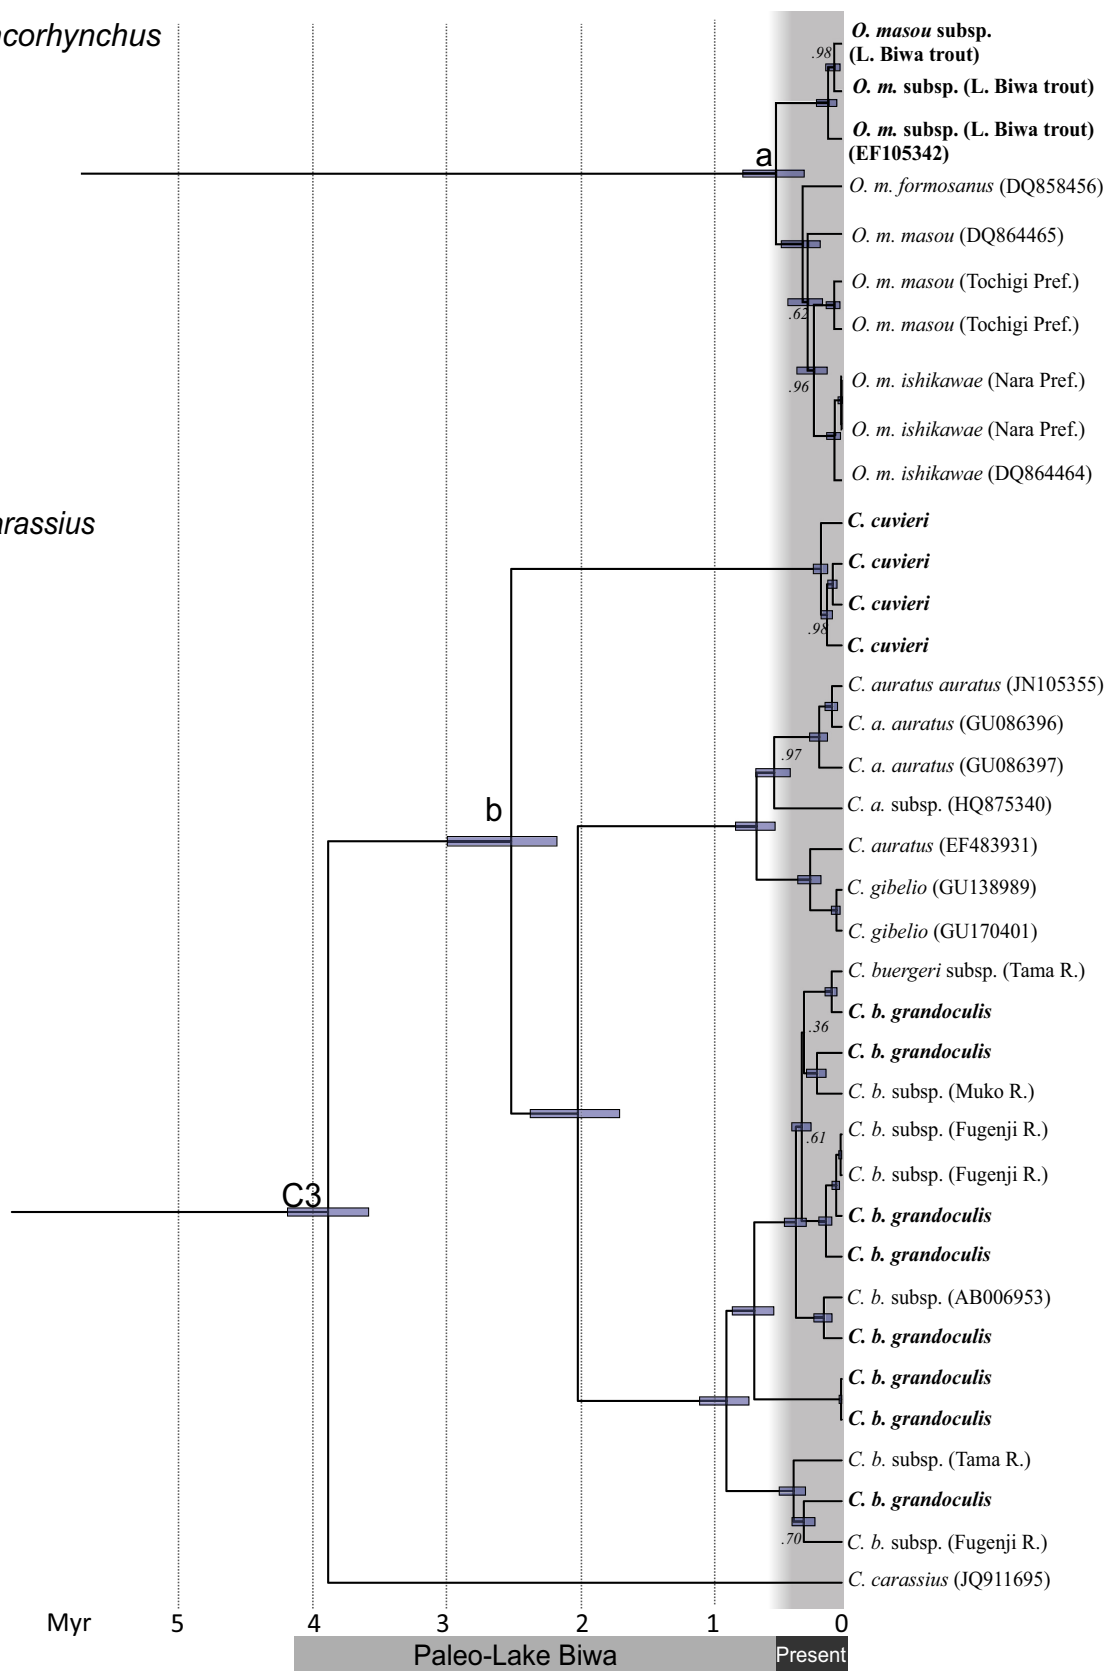 ncorhynchus
O. masou subsp.
(L. Biwa trout)
.98
O. m. subsp. (L. Biwa trout)
O. m. subsp. (L. Biwa trout)
(EF105342)
a
O. m. formosanus (DQ858456)
O. m. masou (DQ864465)
O. m. masou (Tochigi Pref.)
.62
O. m. masou (Tochigi Pref.)
O. m. ishikawae (Nara Pref.)
.96
O. m. ishikawae (Nara Pref.)
O. m. ishikawae (DQ864464)
arassius
C. cuvieri
C. cuvieri
C. cuvieri
.98
C. cuvieri
C. auratus auratus (JN105355)
C. a. auratus (GU086396)
.97
C. a. auratus (GU086397)
C. a. subsp. (HQ875340)
b
C. auratus (EF483931)
C. gibelio (GU138989)
C. gibelio (GU170401)
C. buergeri subsp. (Tama R.)
C. b. grandoculis
.36
C. b. grandoculis
C. b. subsp. (Muko R.)
C. b. subsp. (Fugenji R.)
.61
C. b. subsp. (Fugenji R.)
C3
C. b. grandoculis
C. b. grandoculis
C. b. subsp. (AB006953)
C. b. grandoculis
C. b. grandoculis
C. b. grandoculis
C. b. subsp. (Tama R.)
C. b. grandoculis
.70
C. b. subsp. (Fugenji R.)
C. carassius (JQ911695)
Myr 5 4 3 2 1 0
Paleo-Lake Biwa Present